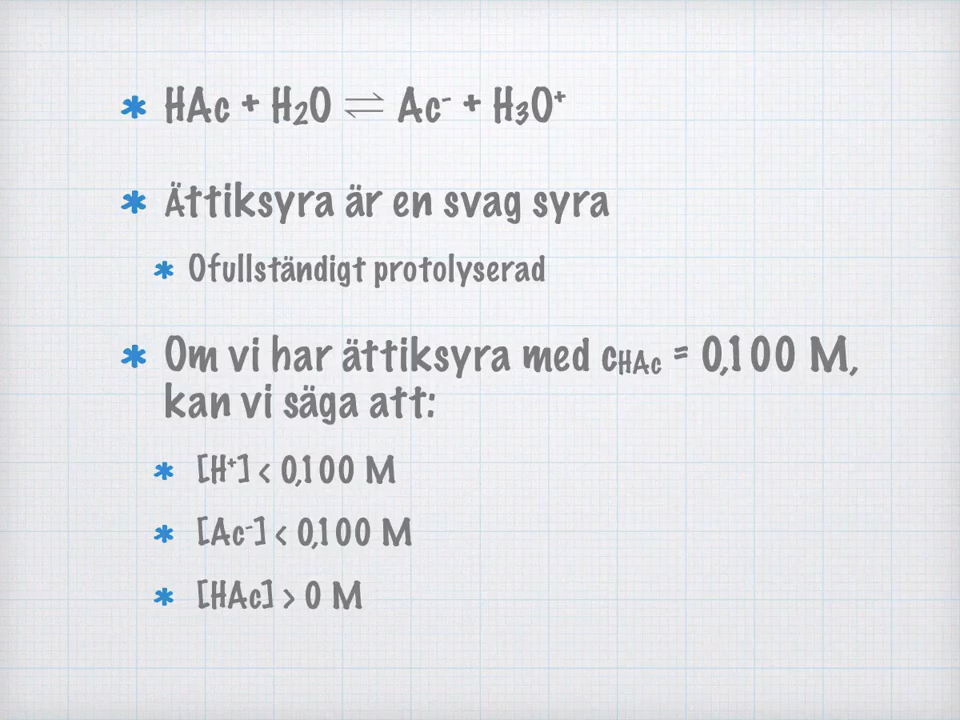 * HAc + H₂O ⇌ Ac⁻ + H₃O⁺
* Ättiksyra är en svag syra
* Ofullständigt protolyserad
* Om vi har ättiksyra med cHAc = 0,100 M,
kan vi säga att:
* [H⁺] < 0,100 M
* [Ac⁻] < 0,100 M
* [HAc] > 0 M